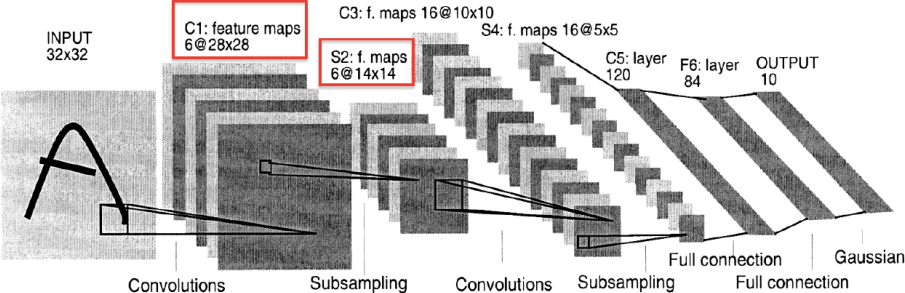 INPUT
32x32
C1: feature maps
6@28x28
S2: f. maps
6@14x14
C3: f. maps 16@10x10
S4: f. maps 16@5x5
C5: layer
120
F6: layer
84
OUTPUT
10
Convolutions
Subsampling
Convolutions
Subsampling
Full connection
Full connection
Gaussian